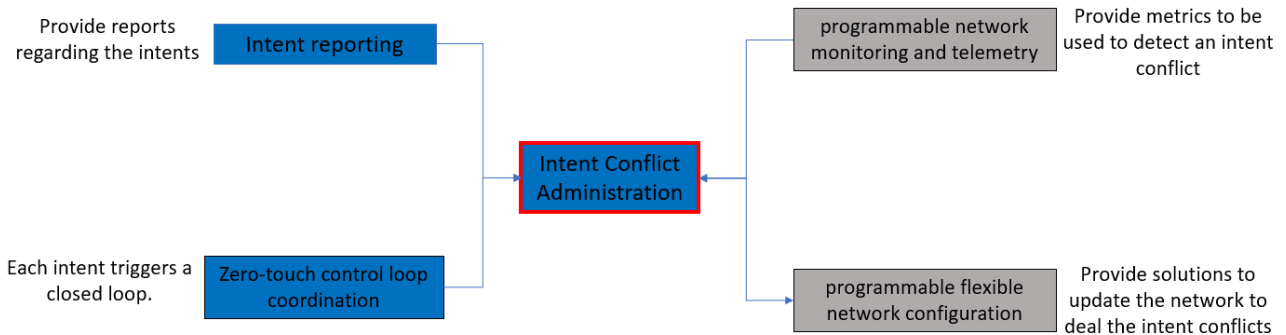 Provide reports
regarding the intents
Intent reporting
programmable network
monitoring and telemetry
Provide metrics to be
used to detect an intent
conflict
Intent Conflict
Administration
Each intent triggers a
closed loop.
Zero-touch control loop
coordination
programmable flexible
network configuration
Provide solutions to
update the network to
deal the intent conflicts